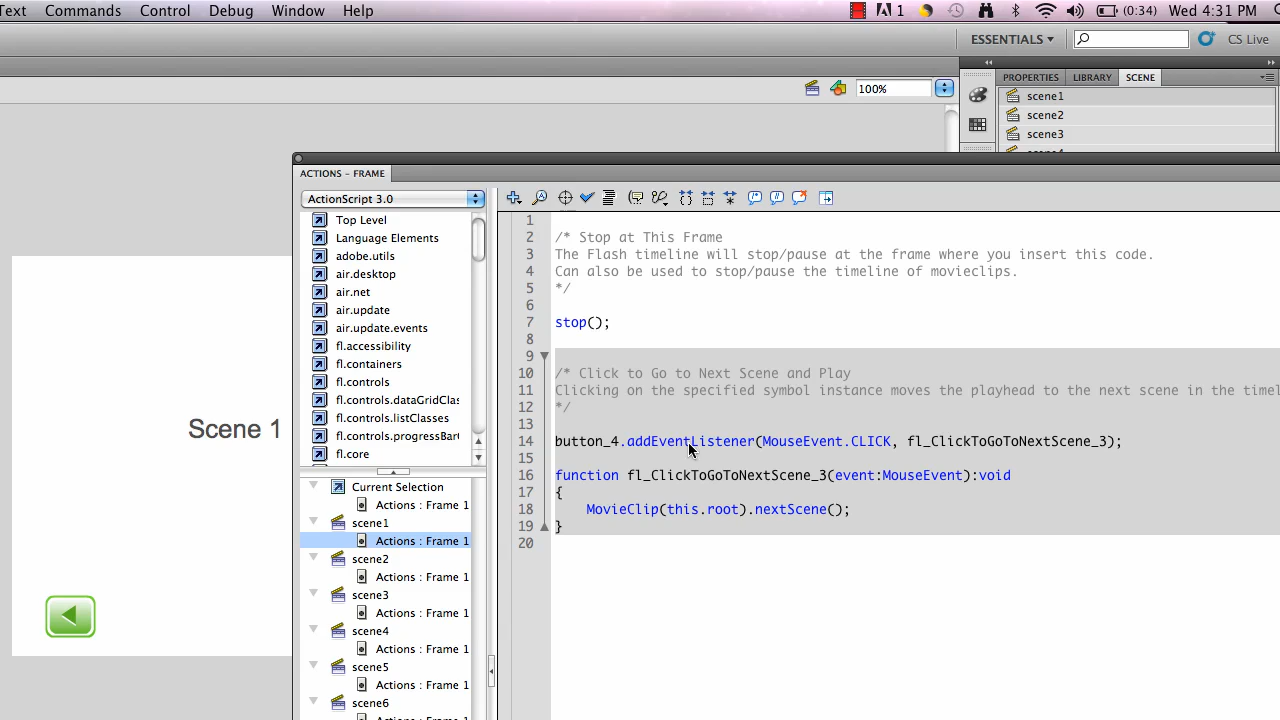 Text Commands Control Debug Window Help 1 (0:34) Wed 4:31 PM
ESSENTIALS CS Live
100%
PROPERTIES LIBRARY SCENE
scene1
scene2
scene3
ACTIONS - FRAME
ActionScript 3.0
Top Level
Language Elements
adobe.utils
air.desktop
air.net
air.update
air.update.events
fl.accessibility
fl.containers
fl.controls
fl.controls.dataGridClas
fl.controls.listClasses
fl.controls.progressBar
fl.core
Current Selection
Actions : Frame 1
scene1
Actions : Frame 1
scene2
Actions : Frame 1
scene3
Actions : Frame 1
scene4
Actions : Frame 1
scene5
Actions : Frame 1
scene6
1
2 /* Stop at This Frame
3 The Flash timeline will stop/pause at the frame where you insert this code.
4 Can also be used to stop/pause the timeline of movieclips.
5 */
6
7 stop();
8
9
10 /* Click to Go to Next Scene and Play
11 Clicking on the specified symbol instance moves the playhead to the next scene in the timel
12 */
13
14 button_4.addEventListener(MouseEvent.CLICK, fl_ClickToGoToNextScene_3);
15
16 function fl_ClickToGoToNextScene_3(event:MouseEvent):void
17 {
18 MovieClip(this.root).nextScene();
19 }
20
Scene 1